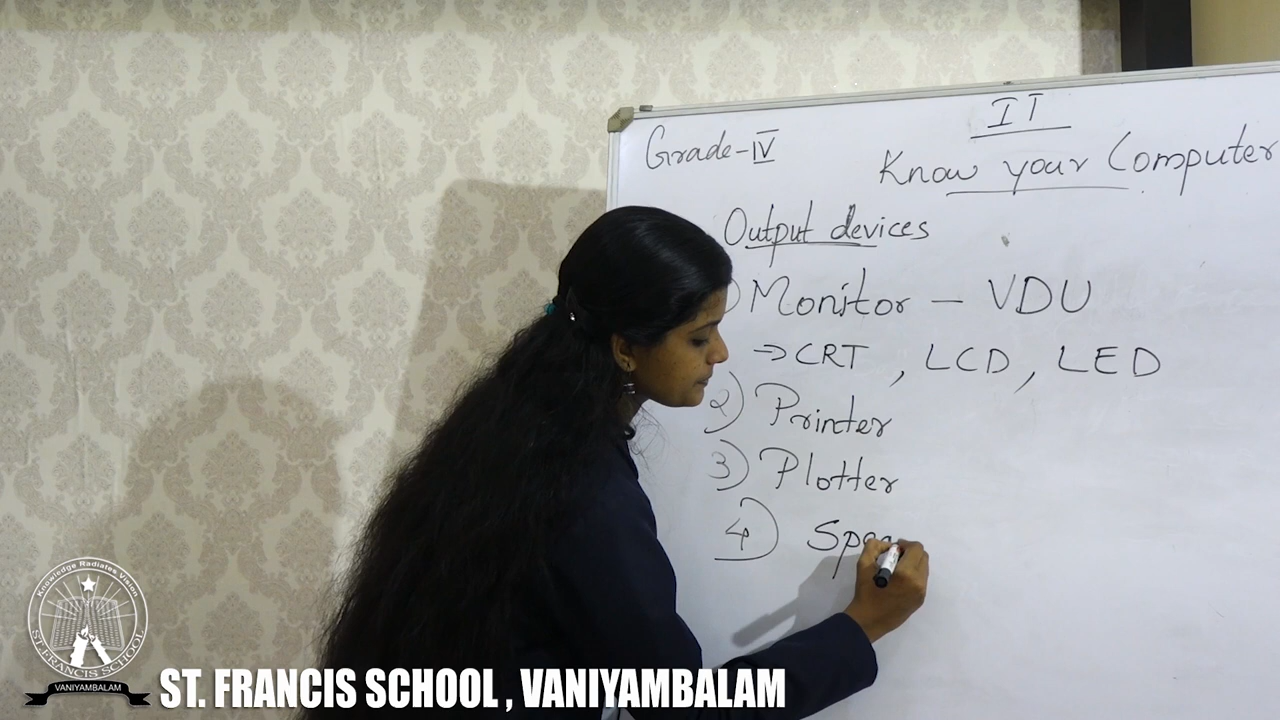 IT
Grade-IV
Know your Computer
Output devices
) Monitor - VDU
→ CRT, LCD, LED
2) Printer
3) Plotter
4) Spea
Knowledge Radiates Vision
ST. FRANCIS SCHOOL
VANIYAMBALAM
ST. FRANCIS SCHOOL , VANIYAMBALAM